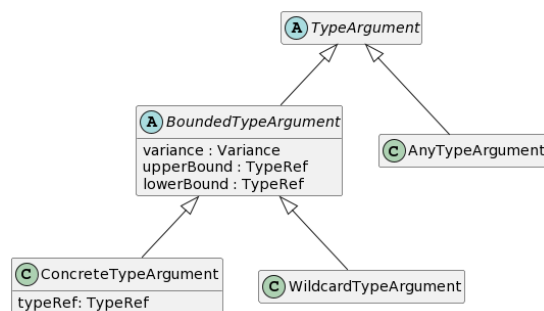 A TypeArgument
A BoundedTypeArgument
variance : Variance
upperBound : TypeRef
lowerBound : TypeRef
C AnyTypeArgument
C ConcreteTypeArgument
typeRef: TypeRef
C WildcardTypeArgument